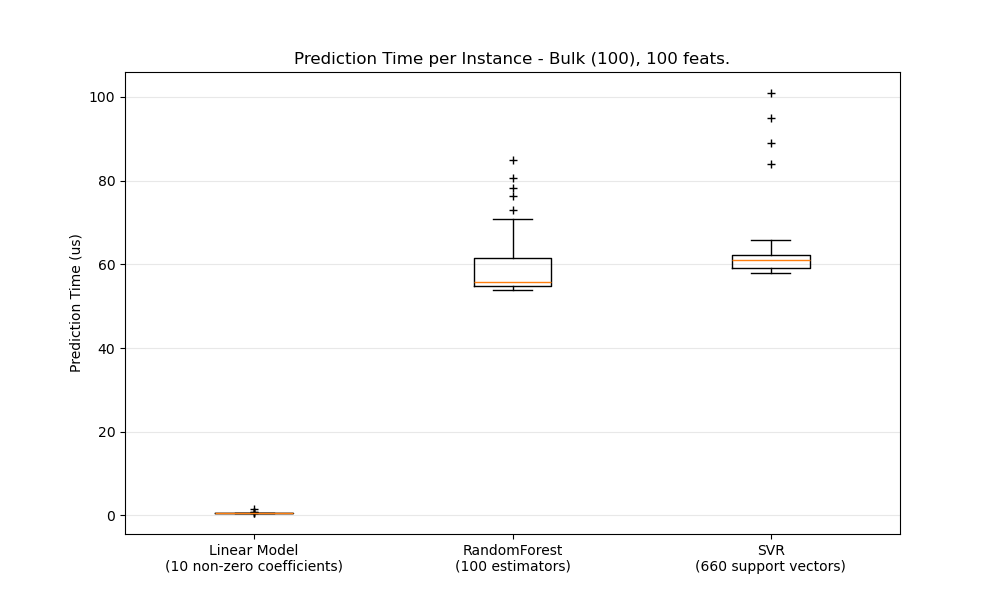 Prediction Time per Instance - Bulk (100), 100 feats.
100
80
60
40
20
0
Prediction Time (us)
Linear Model
(10 non-zero coefficients)
RandomForest
(100 estimators)
SVR
(660 support vectors)